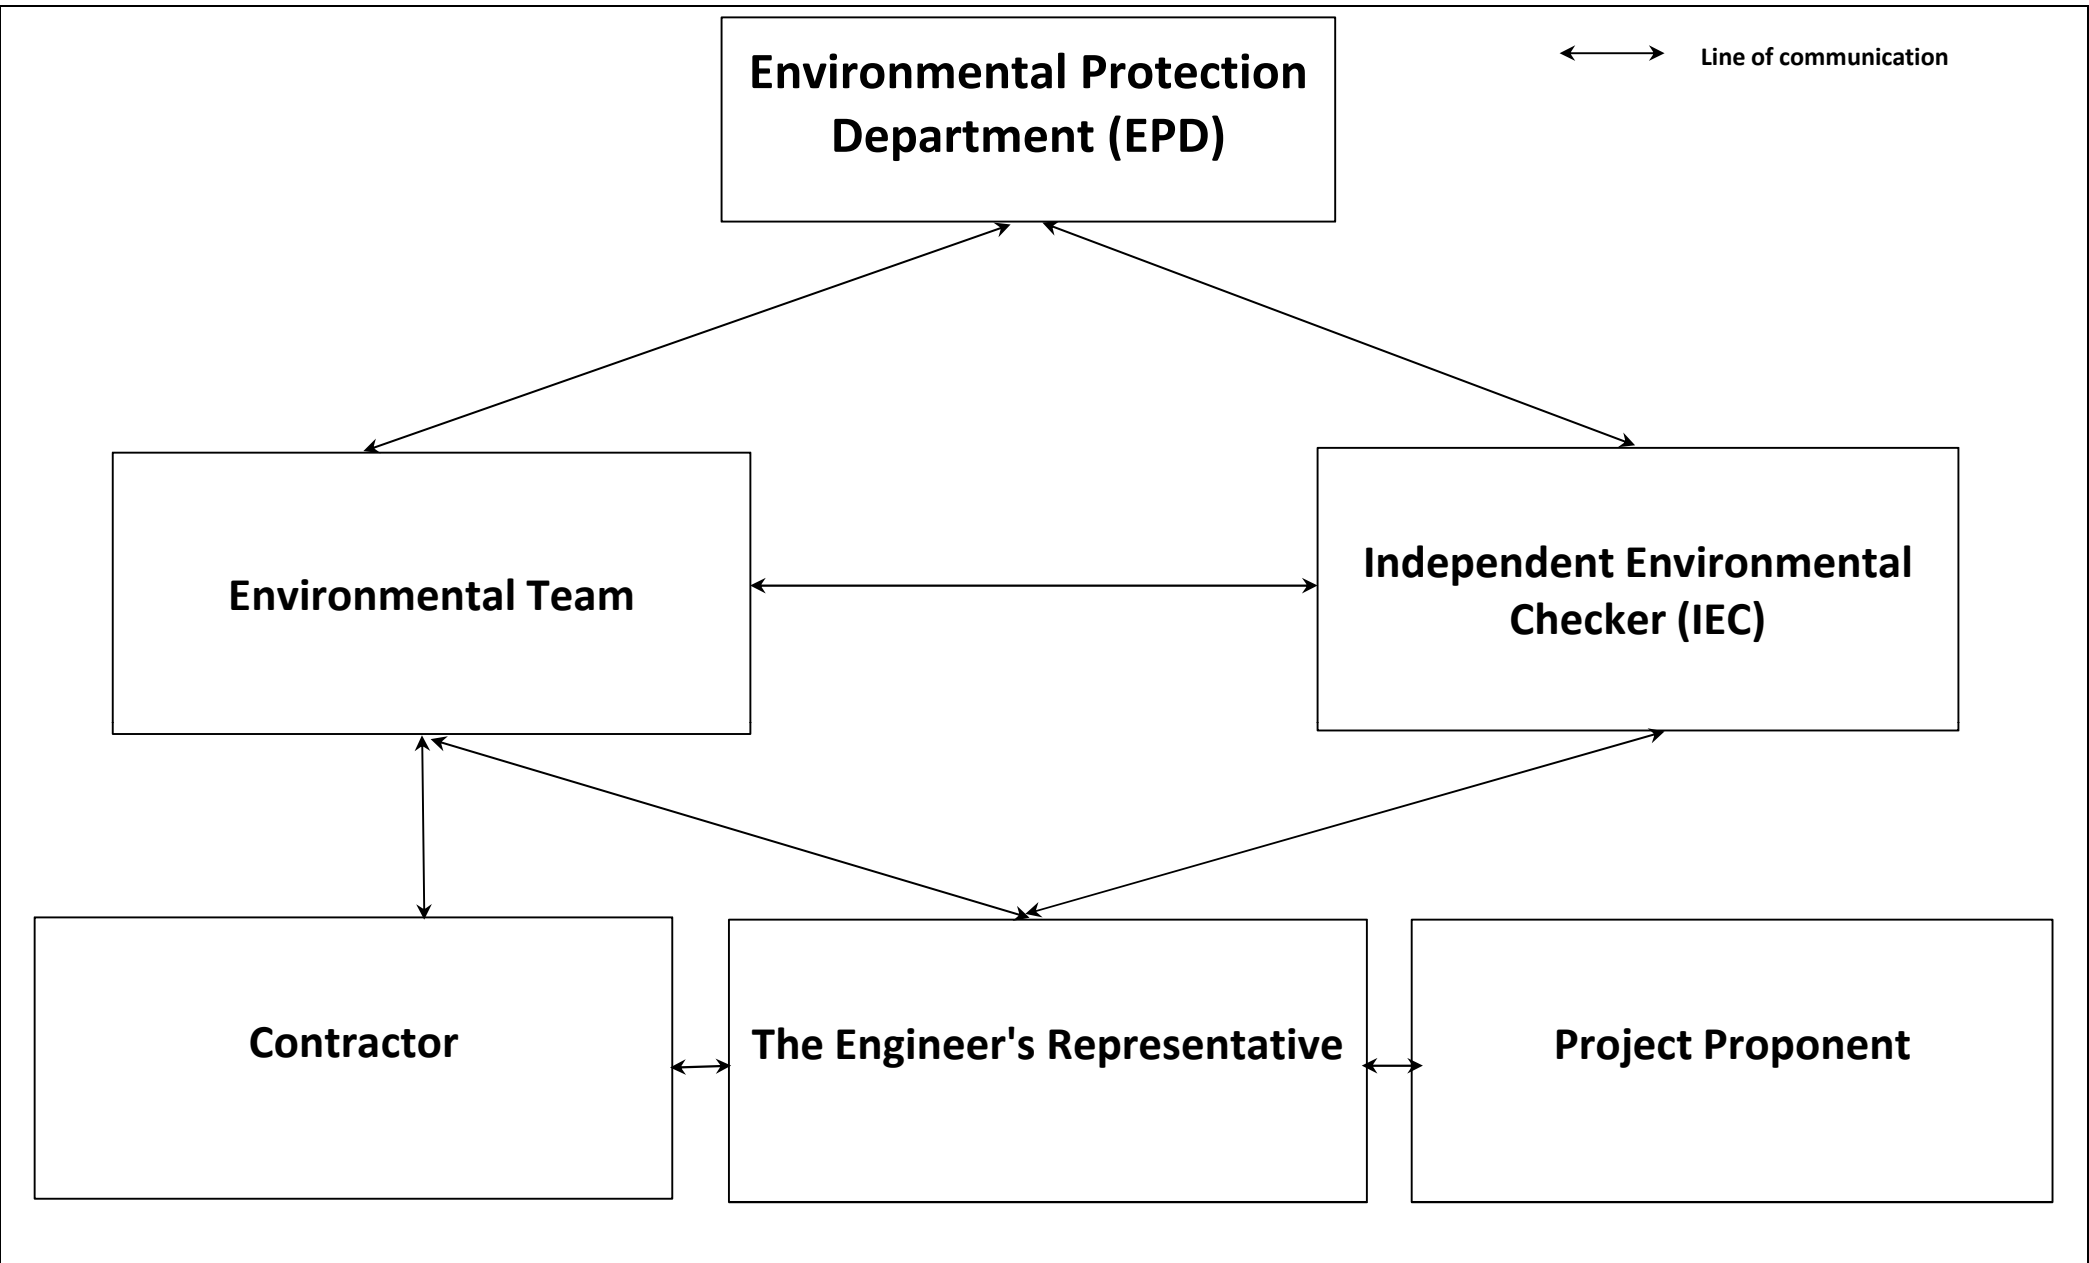 Environmental Protection
Department (EPD)
Line of communication
Environmental Team
Independent Environmental
Checker (IEC)
Contractor
The Engineer's Representative
Project Proponent